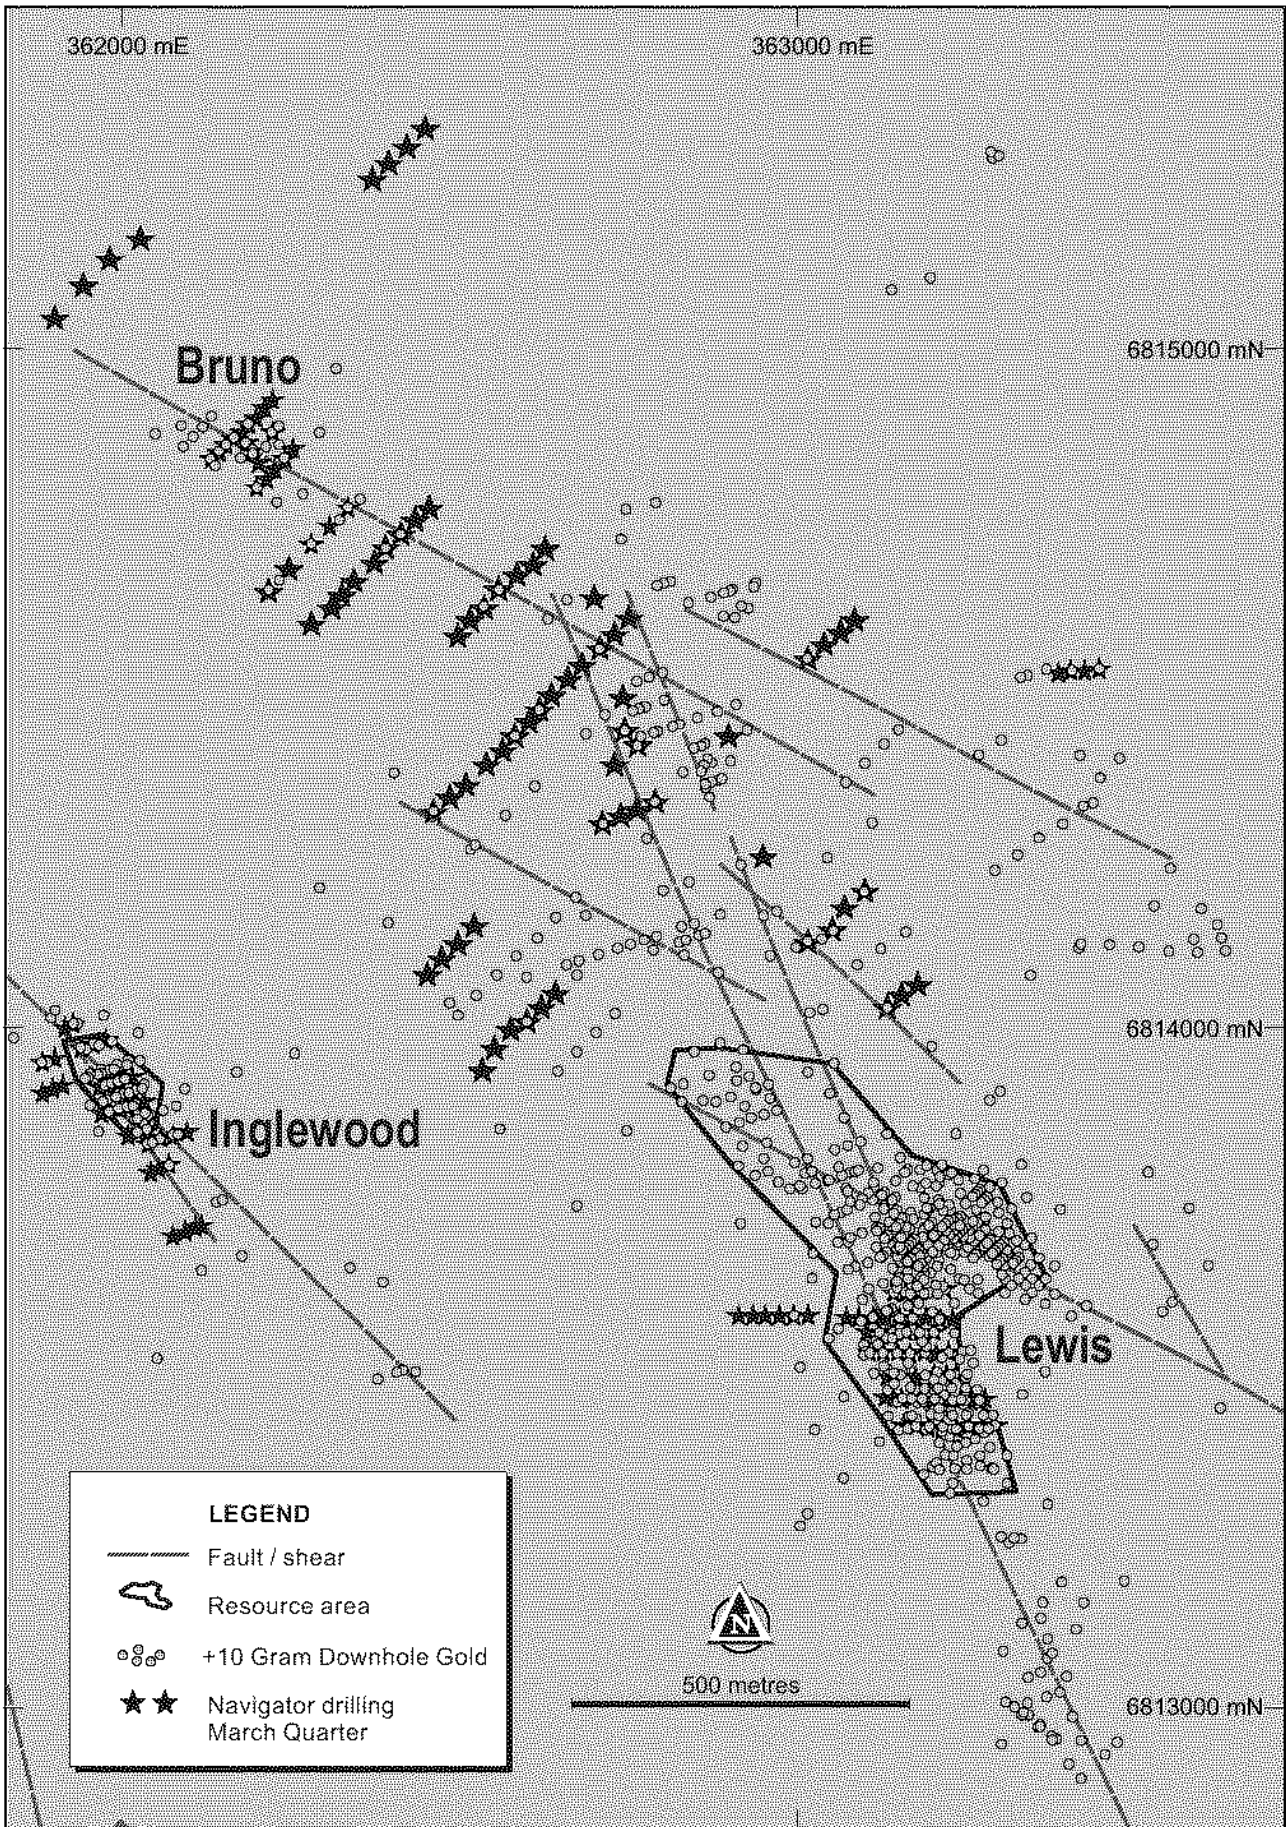 362000 mE
363000 mE
Bruno
6815000 mN
6814000 mN
Inglewood
Lewis
LEGEND
Fault / shear
Resource area
+10 Gram Downhole Gold
Navigator drilling
March Quarter
N
500 metres
6813000 mN